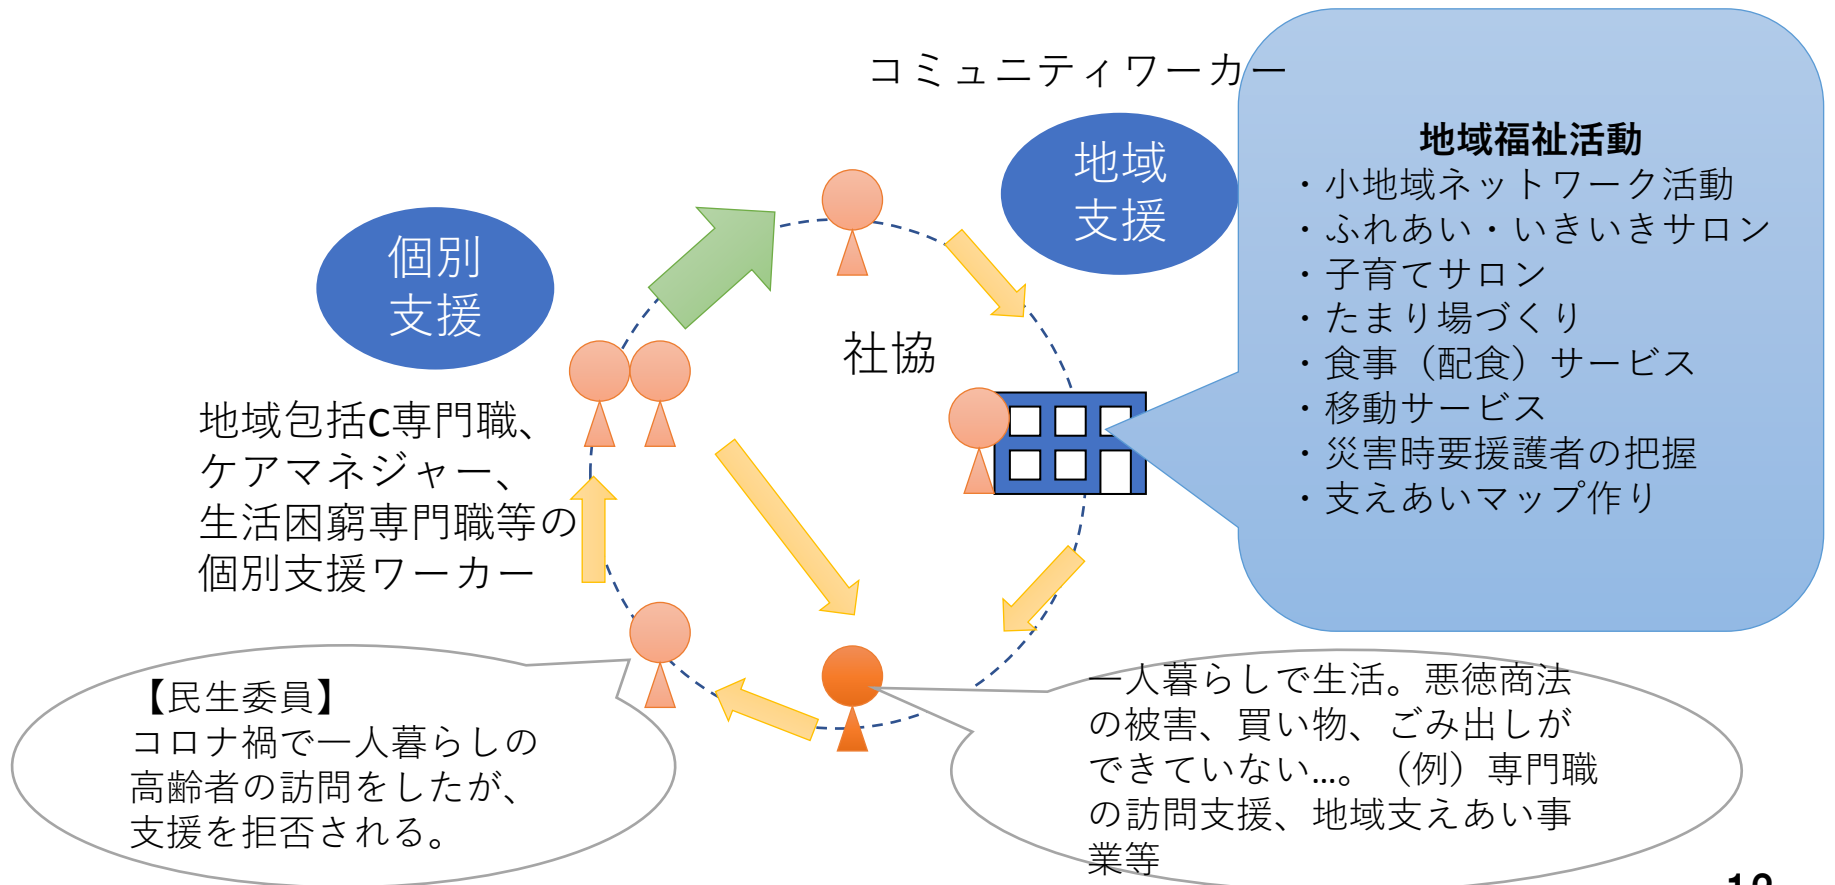 コミュニティワーカー
地域
支援
個別
支援
社協
地域包括C専門職、
ケアマネジャー、
生活困窮専門職等の
個別支援ワーカー
地域福祉活動
・小地域ネットワーク活動
・ふれあい・いきいきサロン
・子育てサロン
・たまり場づくり
・食事（配食）サービス
・移動サービス
・災害時要援護者の把握
・支えあいマップ作り
【民生委員】
コロナ禍で一人暮らしの
高齢者の訪問をしたが、
支援を拒否される。
一人暮らしで生活。悪徳商法
の被害、買い物、ごみ出しが
できていない…。（例）専門職
の訪問支援、地域支えあい事
業等